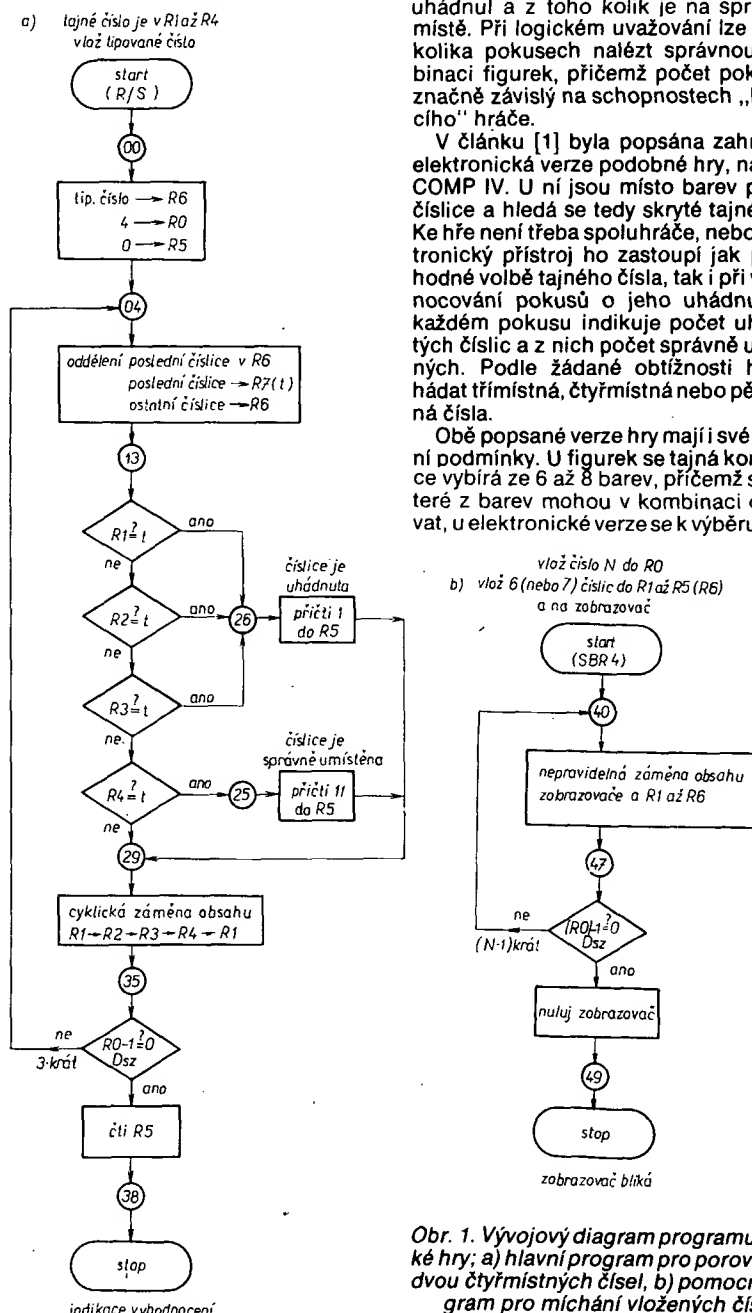 a) tajné číslo je v R1 až R4
vlož tipované číslo
start
(R/S)
00
tip. číslo → R6
4 → R0
0 → R5
04
oddělení poslední číslice v R6
poslední číslice → R7(t)
ostatní číslice → R6
13
R1 ?= t
ano
ne
R2 ?= t
ano
ne
R3 ?= t
ano
ne
R4 ?= t
ano
ne
26
číslice je
uhádnuta
přičti 1
do R5
číslice je
správně umístěna
25
přičti 11
do R5
29
cyklická záměna obsahu
R1→R2→R3→R4→R1
35
ne
3·krát
R0-1 ?= 0
Dsz
ano
čti R5
38
stop
indikace vyhodnocení
uhádnul a z toho kolik je na
místě. Při logickém uvažování lze
kolika pokusech nalézt správnou
binaci figurek, přičemž počet
značně závislý na schopnostech
cího" hráče.
V článku [1] byla popsána
elektronická verze podobné hry,
COMP IV. U ní jsou místo barev
číslice a hledá se tedy skryté
Ke hře není třeba spoluhráče,
tronický přístroj ho zastoupí jak
hodné volbě tajného čísla, tak i při
nocování pokusů o jeho
každém pokusu indikuje počet
tých číslic a z nich počet správně
ných. Podle žádané obtížnosti
hádat třímístná, čtyřmístná nebo
ná čísla.
Obě popsané verze hry mají i své
ní podmínky. U figurek se tajná
ce vybírá ze 6 až 8 barev, přičemž
teré z barev mohou v kombinaci
vat, u elektronické verze se k výběru
vlož číslo N do R0
b) vlož 6 (nebo 7) číslic do R1 až R5 (R6)
a na zobrazovač
start
(SBR 4)
40
nepravidelná záměna obsahu
zobrazovače a R1 až R6
47
ne
(N-1)krát
(R0)-1 ?= 0
Dsz
ano
nuluj zobrazovač
49
stop
zobrazovač bliká
Obr. 1. Vývojový diagram programu
ké hry; a) hlavní program pro
dvou čtyřmístných čísel, b)
gram pro míchání vložených